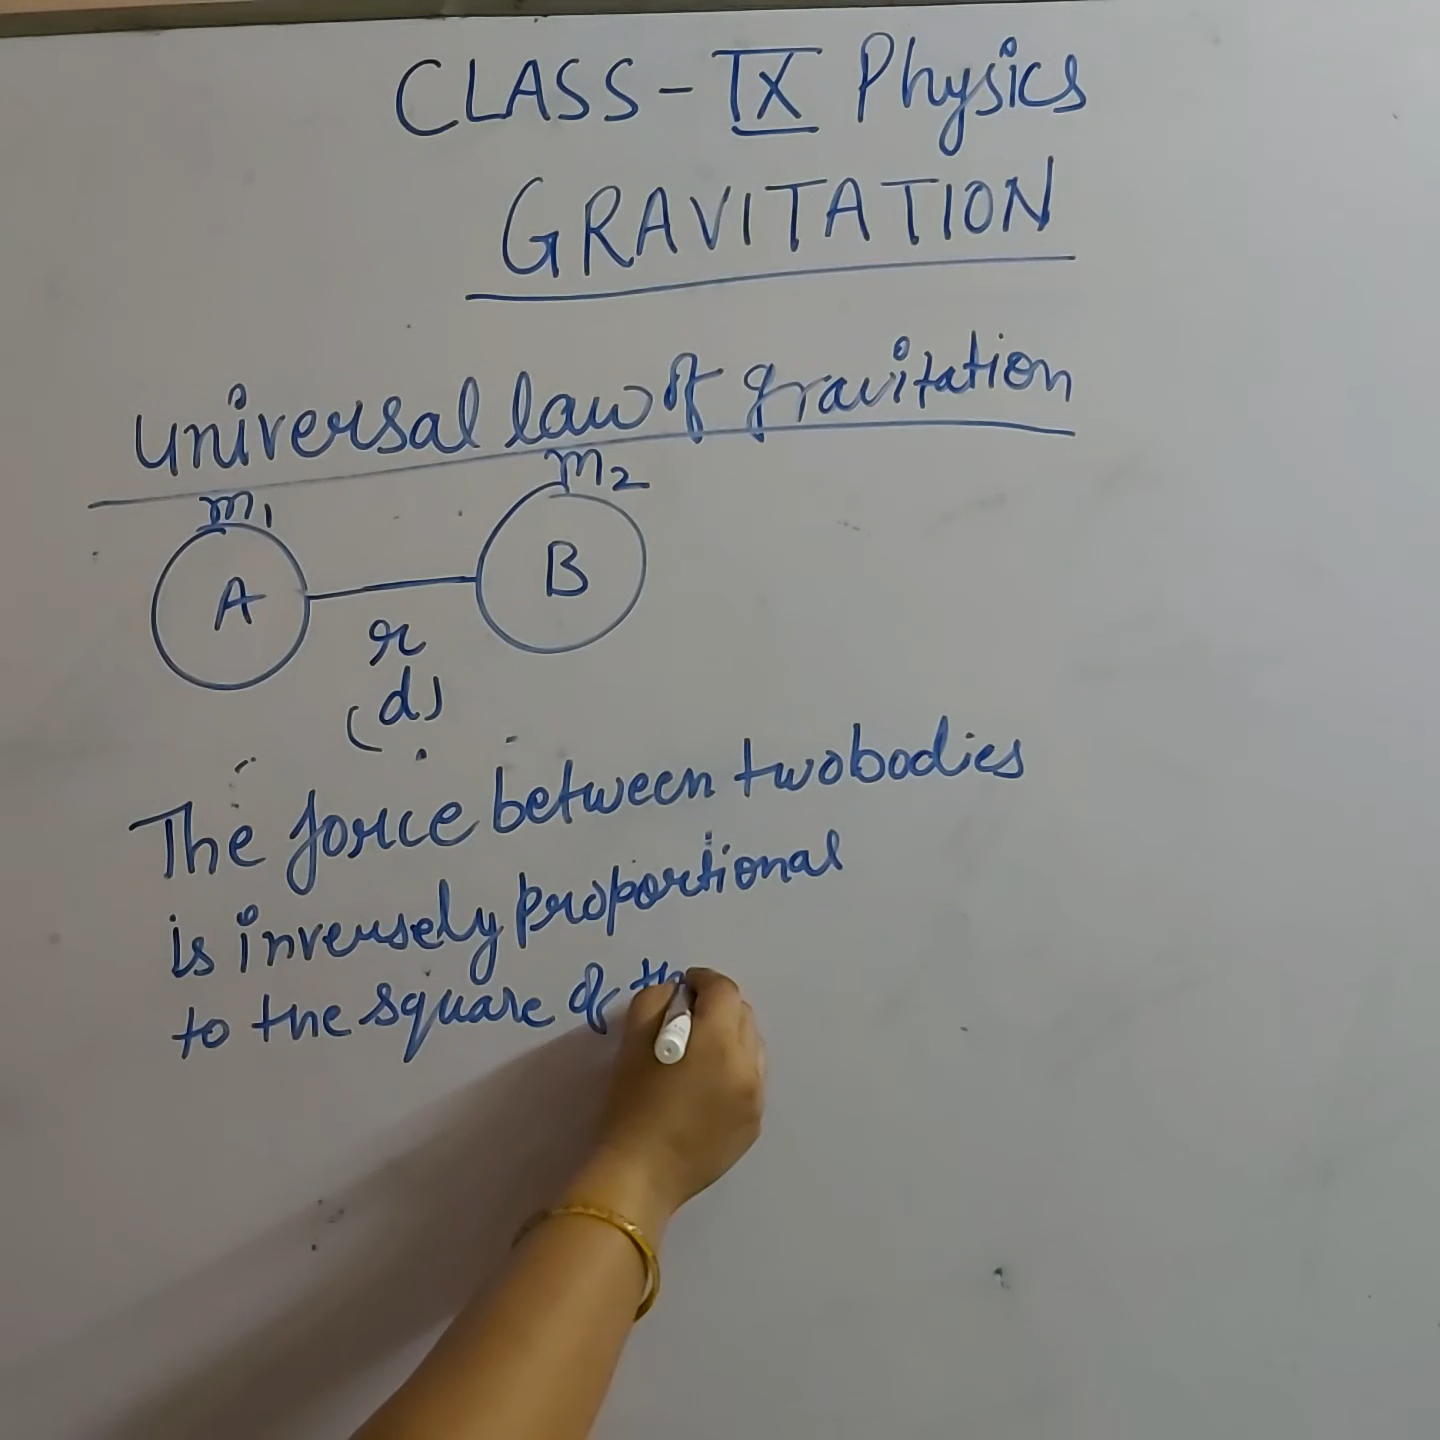 CLASS - IX Physics
GRAVITATION
universal law of gravitation
m1
m2
A
B
r
(d)
The force between two bodies
is inversely proportional
to the square of th